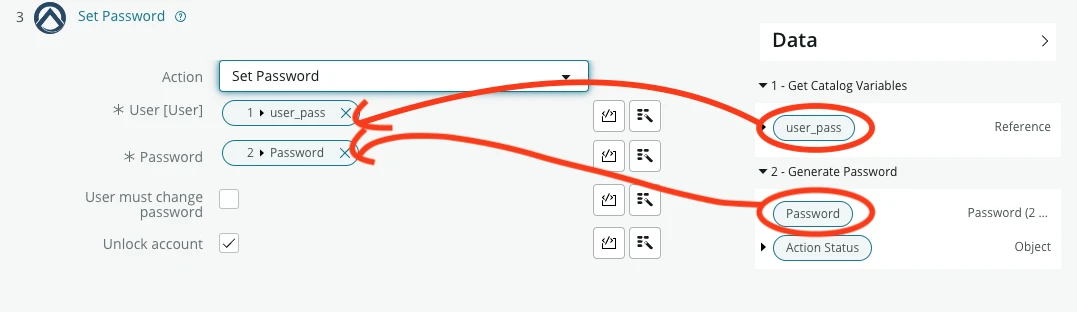 3 Set Password
Data
Action Set Password
1 - Get Catalog Variables
* User [User] 1 user_pass
user_pass Reference
* Password 2 Password
2 - Generate Password
User must change
password
Password Password (2 ...
Unlock account
Action Status Object